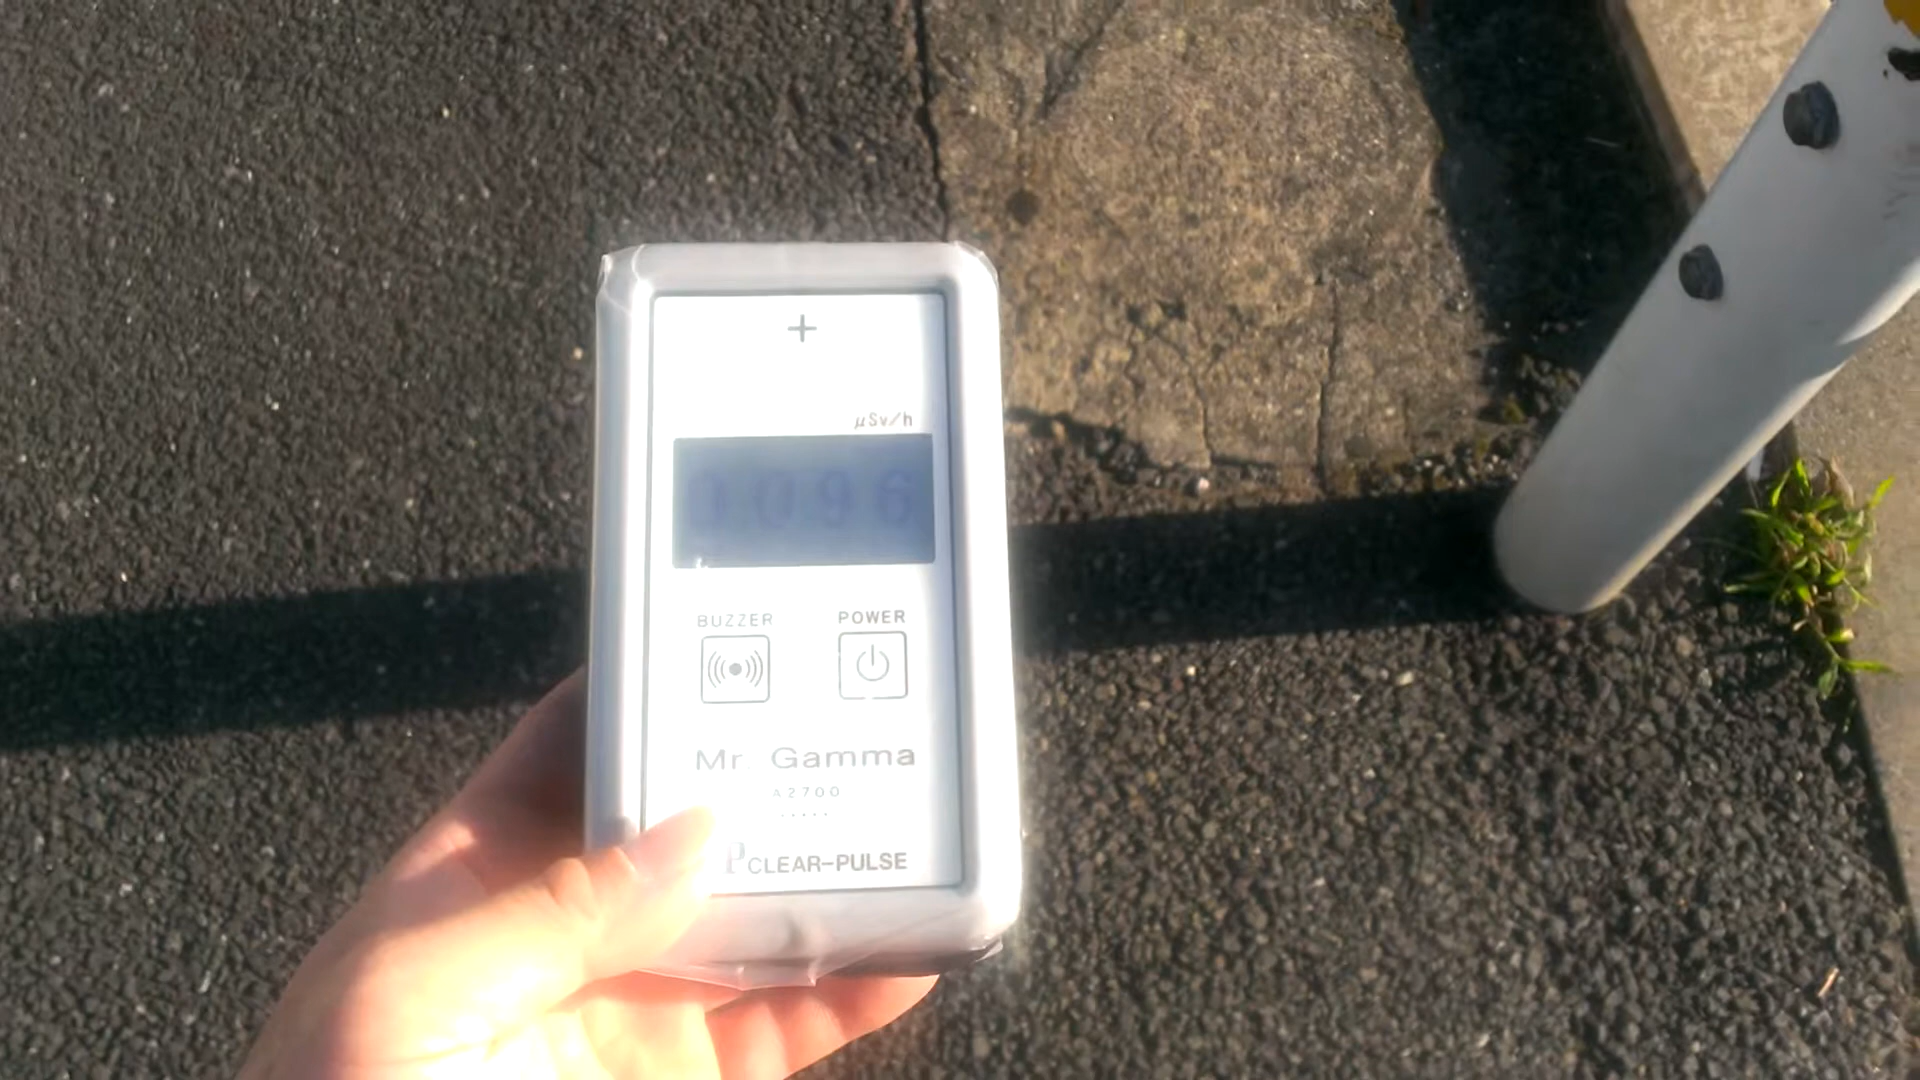 +
μSv/h
0096
BUZZER POWER
Mr. Gamma
A2700
CLEAR-PULSE